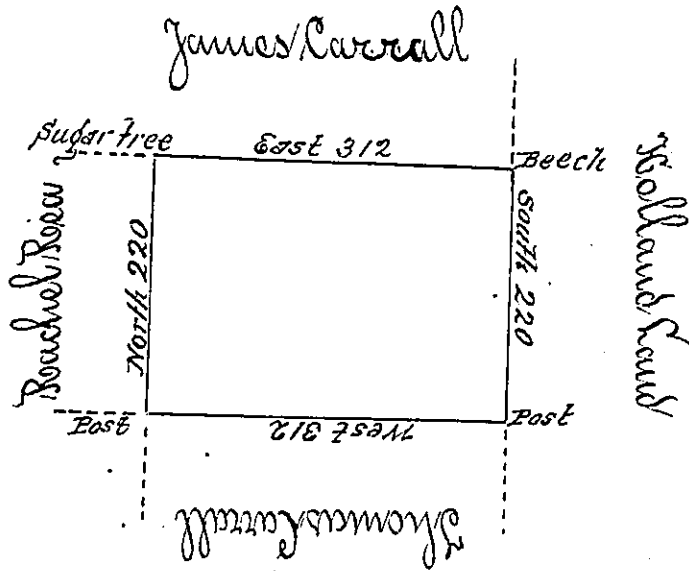 James Carrall
Sugar Tree
East 312
Beech
Rachel Rea
North 220
South 220
Holland Land
Post
West 312
Post
Thomas Carrall